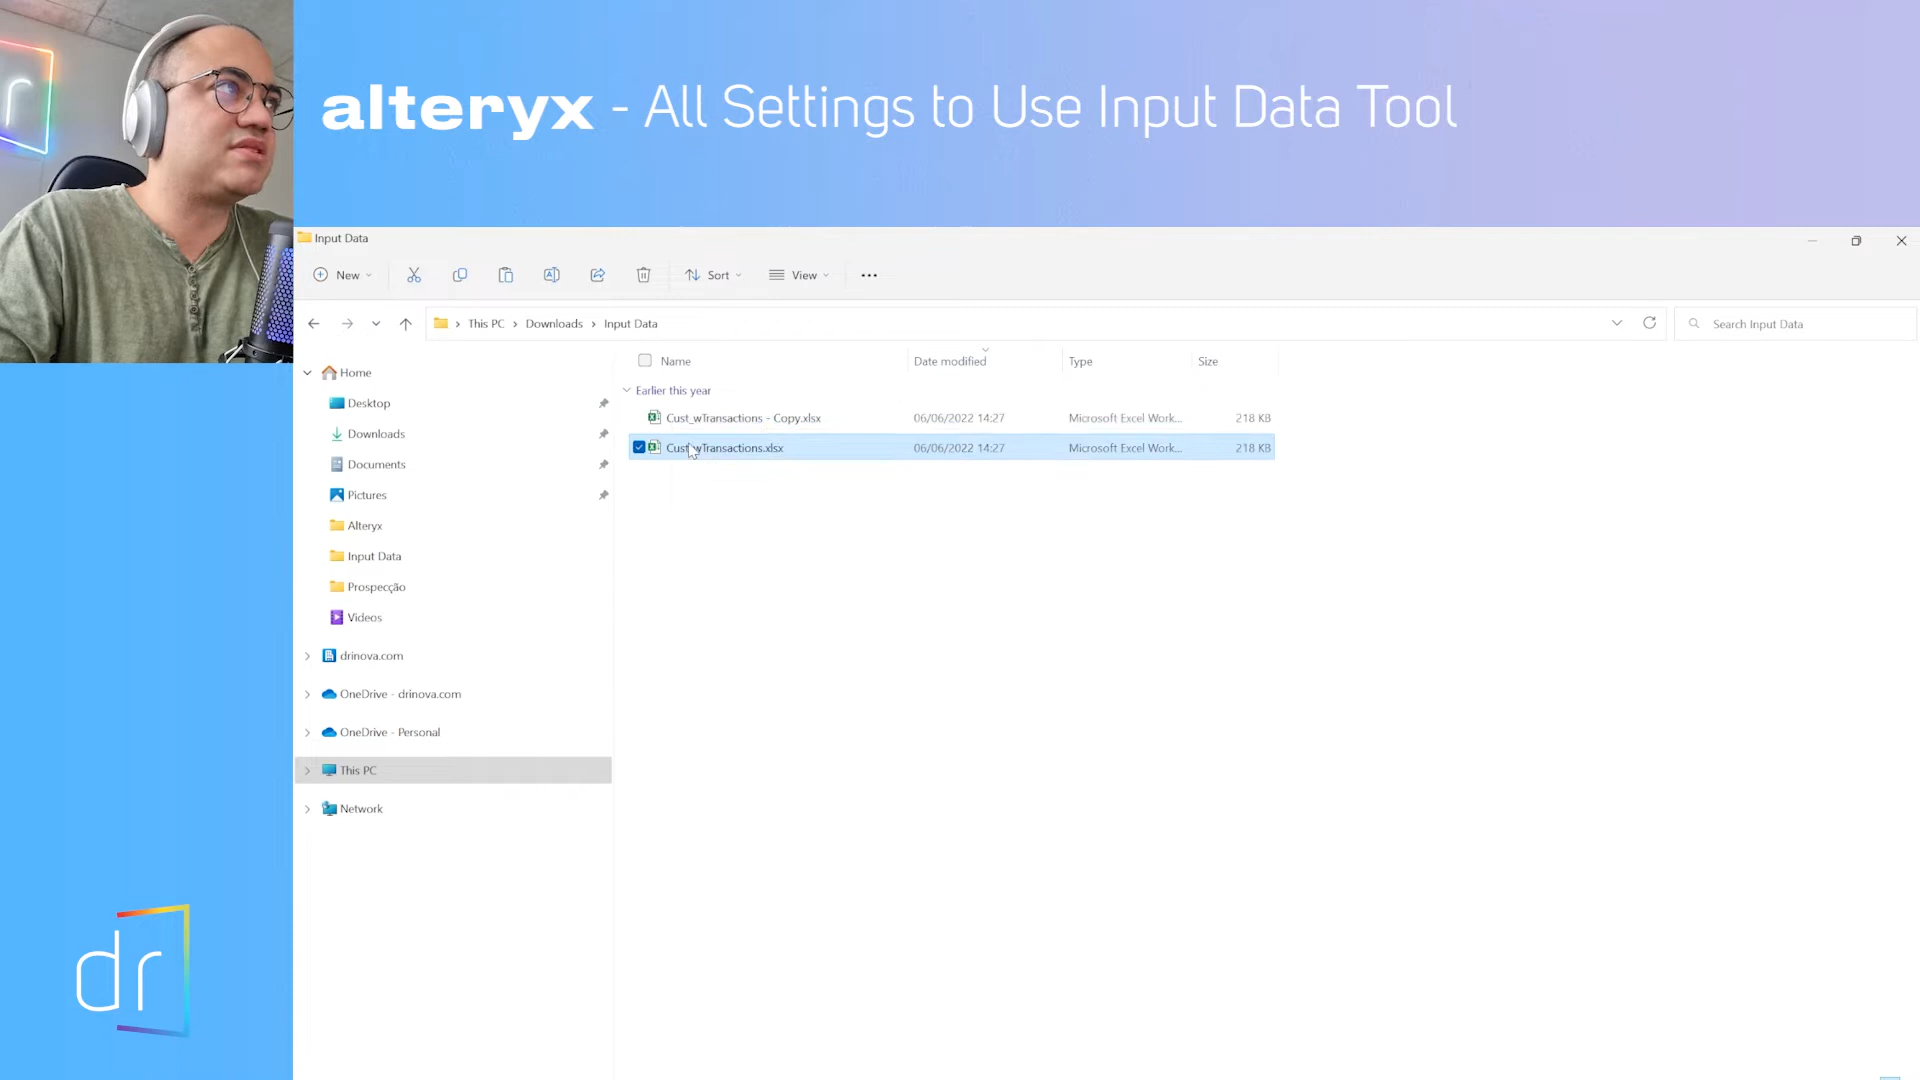 r
alteryx - All Settings to Use Input Data Tool
Input Data
New
Sort
View
This PC
Downloads
Input Data
Search Input Data
Name
Date modified
Type
Size
Earlier this year
Cust_wTransactions - Copy.xlsx
06/06/2022 14:27
Microsoft Excel Work...
218 KB
Cust_wTransactions.xlsx
06/06/2022 14:27
Microsoft Excel Work...
218 KB
Home
Desktop
Downloads
Documents
Pictures
Alteryx
Input Data
Prospecção
Videos
drinova.com
OneDrive - drinova.com
OneDrive - Personal
This PC
Network
dr